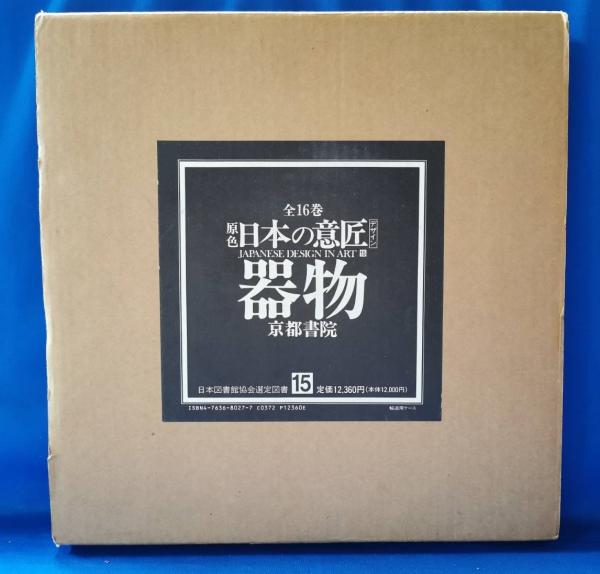 全16巻
原色日本の意匠デザイン
JAPANESE DESIGN IN ART 15
器物
京都書院
日本図書館協会選定図書 15 定価12,360円(本体12,000円)
ISBN4-7636-8027-7 C0372 P12360E 輸送用ケース